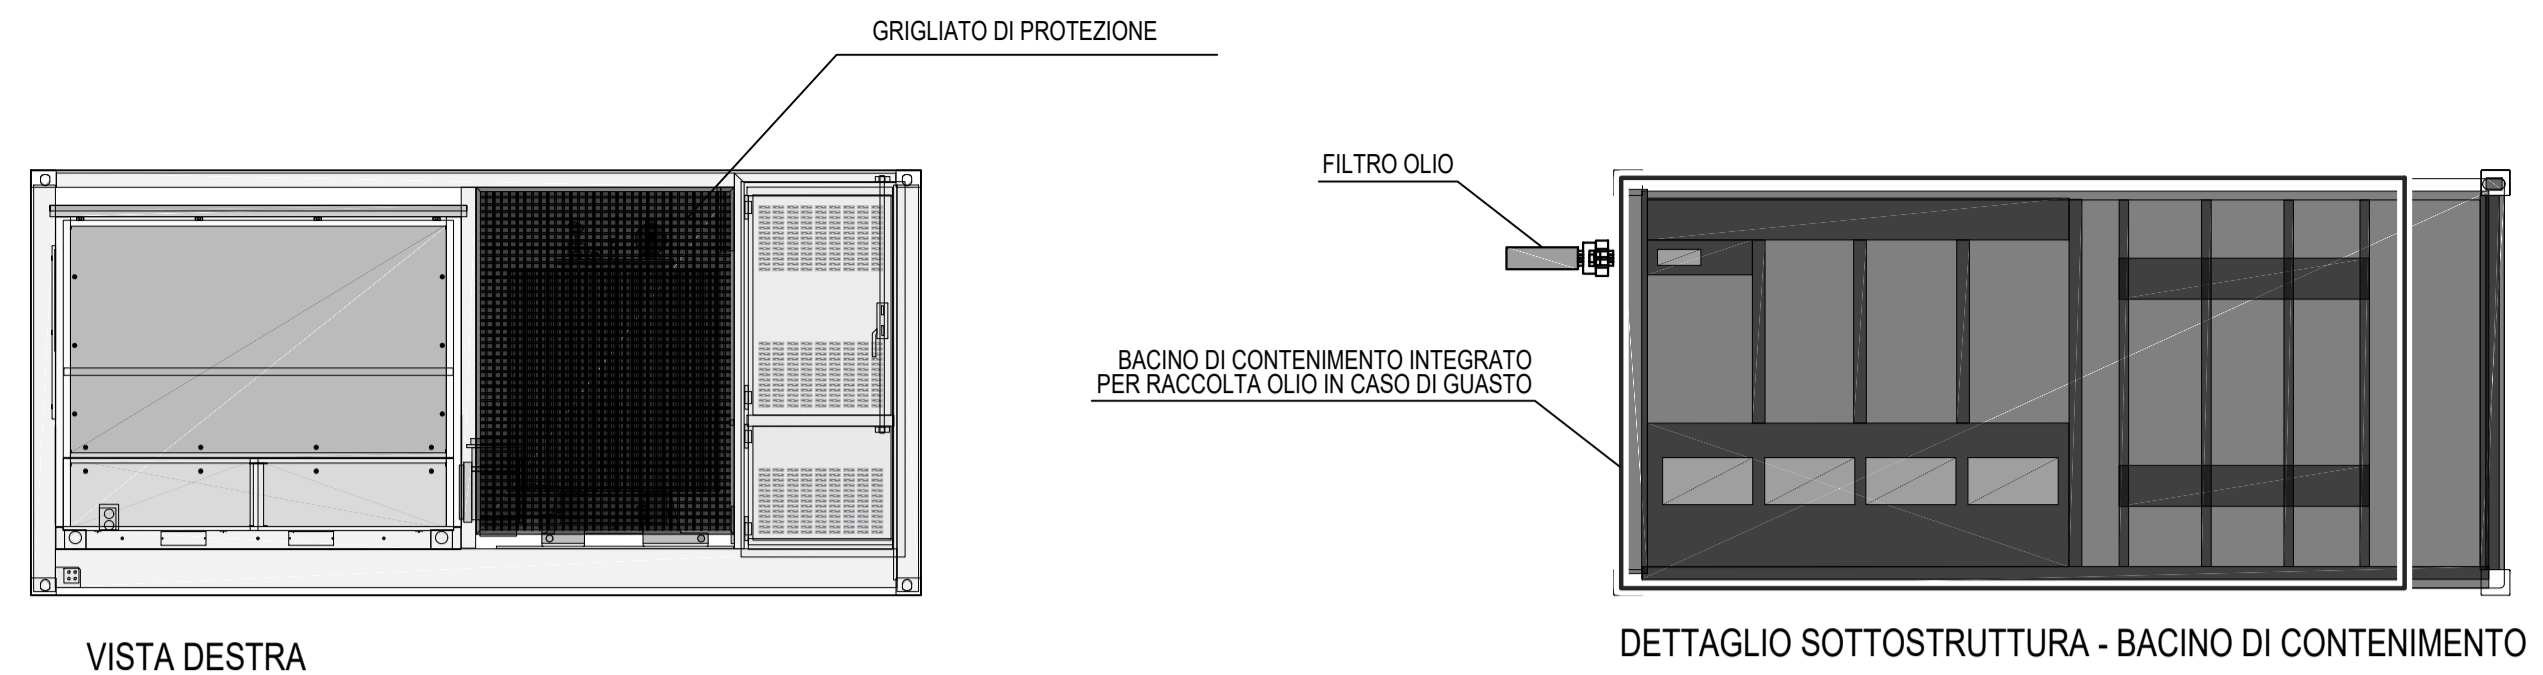 GRIGLIATO DI PROTEZIONE
FILTRO OLIO
BACINO DI CONTENIMENTO INTEGRATO
PER RACCOLTA OLIO IN CASO DI GUASTO
VISTA DESTRA
DETTAGLIO SOTTOSTRUTTURA - BACINO DI CONTENIMENTO